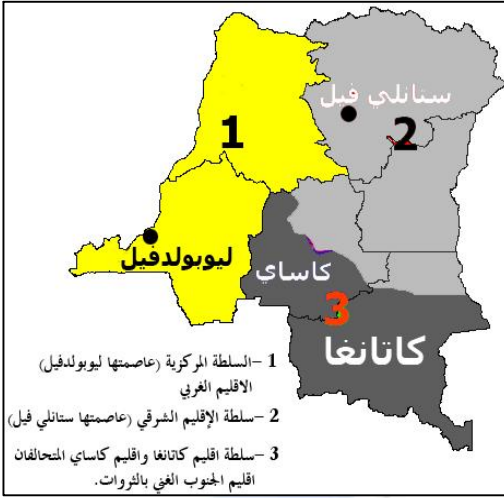 ستانلي فيل
1
2
ليوبولدفيل
كاساي
3
كاتانغا
1 –السلطة المركزية (عاصمتها ليوبولدفيل)
الاقليم الغربي
2 –سلطة الإقليم الشرقي (عاصمتها ستانلي فيل)
3 –سلطة اقليم كاتانغا واقليم كاساي المتحالفان
اقليم الجنوب الغني بالثروات.